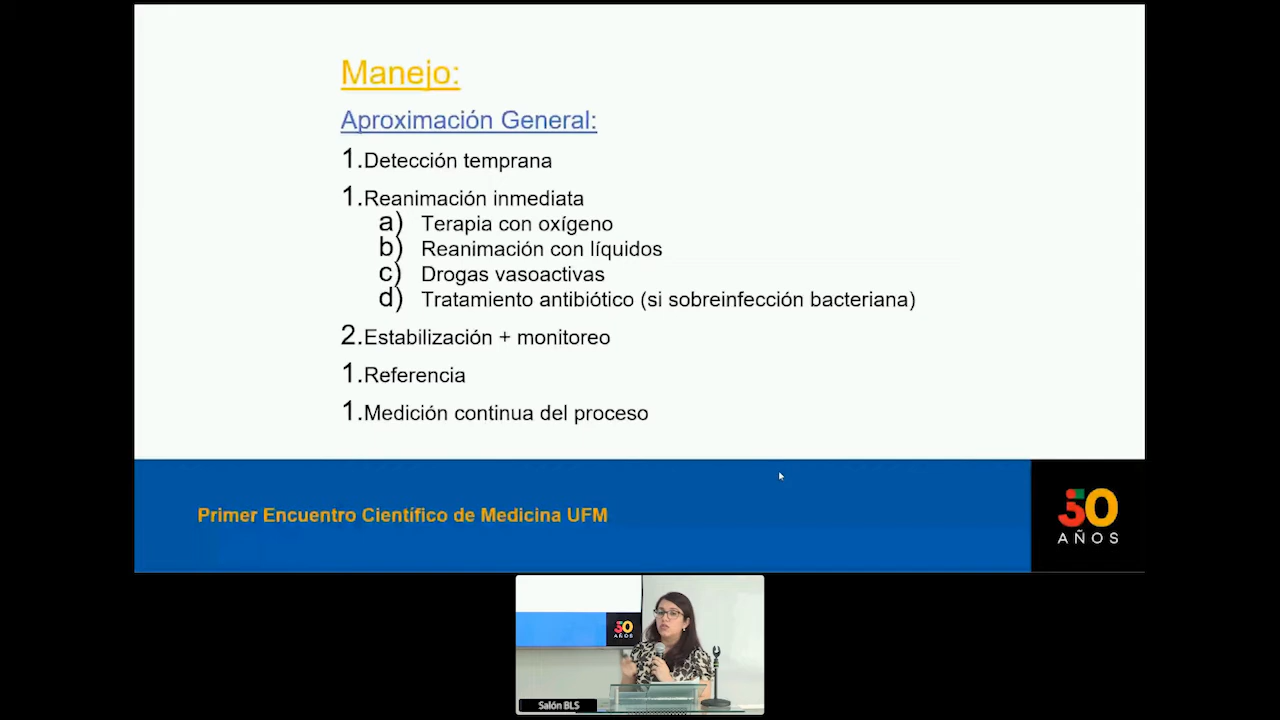 Manejo:
Aproximación General:
1.Detección temprana
1.Reanimación inmediata
a) Terapia con oxígeno
b) Reanimación con líquidos
c) Drogas vasoactivas
d) Tratamiento antibiótico (si sobreinfección bacteriana)
2.Estabilización + monitoreo
1.Referencia
1.Medición continua del proceso
Primer Encuentro Científico de Medicina UFM
50
AÑOS
50
AÑOS
Salón BLS